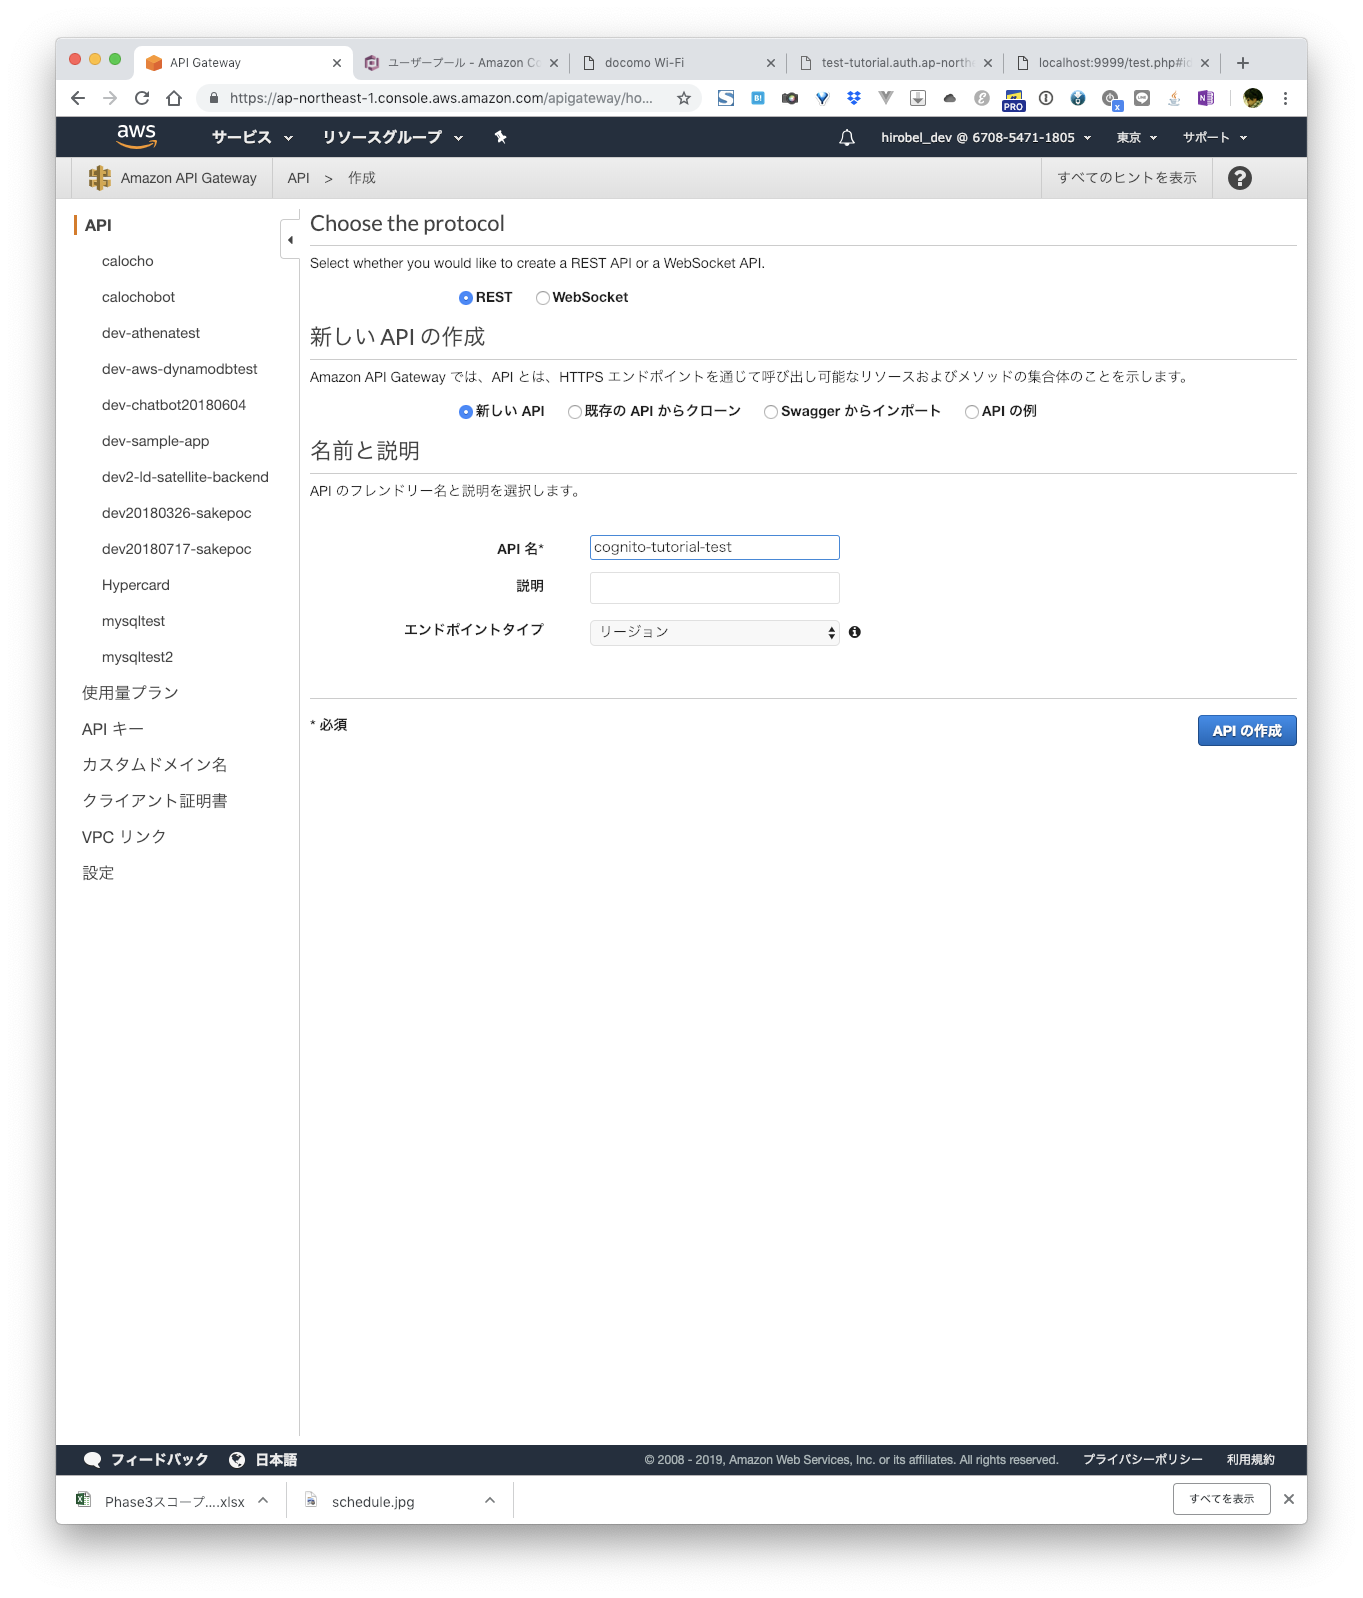 API Gateway
ユーザープール - Amazon Co
docomo Wi-Fi
test-tutorial.auth.ap-northe
localhost:9999/test.php#id
https://ap-northeast-1.console.aws.amazon.com/apigateway/ho...
B!
PRO
x
LINE
N
aws
サービス
リソースグループ
hirobel_dev @ 6708-5471-1805
東京
サポート
Amazon API Gateway
API > 作成
すべてのヒントを表示
?
API
calocho
calochobot
dev-athenatest
dev-aws-dynamodbtest
dev-chatbot20180604
dev-sample-app
dev2-ld-satellite-backend
dev20180326-sakepoc
dev20180717-sakepoc
Hypercard
mysqltest
mysqltest2
使用量プラン
API キー
カスタムドメイン名
クライアント証明書
VPC リンク
設定
Choose the protocol
Select whether you would like to create a REST API or a WebSocket API.
REST WebSocket
新しい API の作成
Amazon API Gateway では、API とは、HTTPS エンドポイントを通じて呼び出し可能なリソースおよびメソッドの集合体のことを示します。
新しい API 既存の API からクローン Swagger からインポート API の例
名前と説明
API のフレンドリー名と説明を選択します。
API 名* cognito-tutorial-test
説明
エンドポイントタイプ リージョン
* 必須
API の作成
フィードバック 日本語
© 2008 - 2019, Amazon Web Services, Inc. or its affiliates. All rights reserved.
プライバシーポリシー
利用規約
Phase3スコープ....xlsx
schedule.jpg
すべてを表示